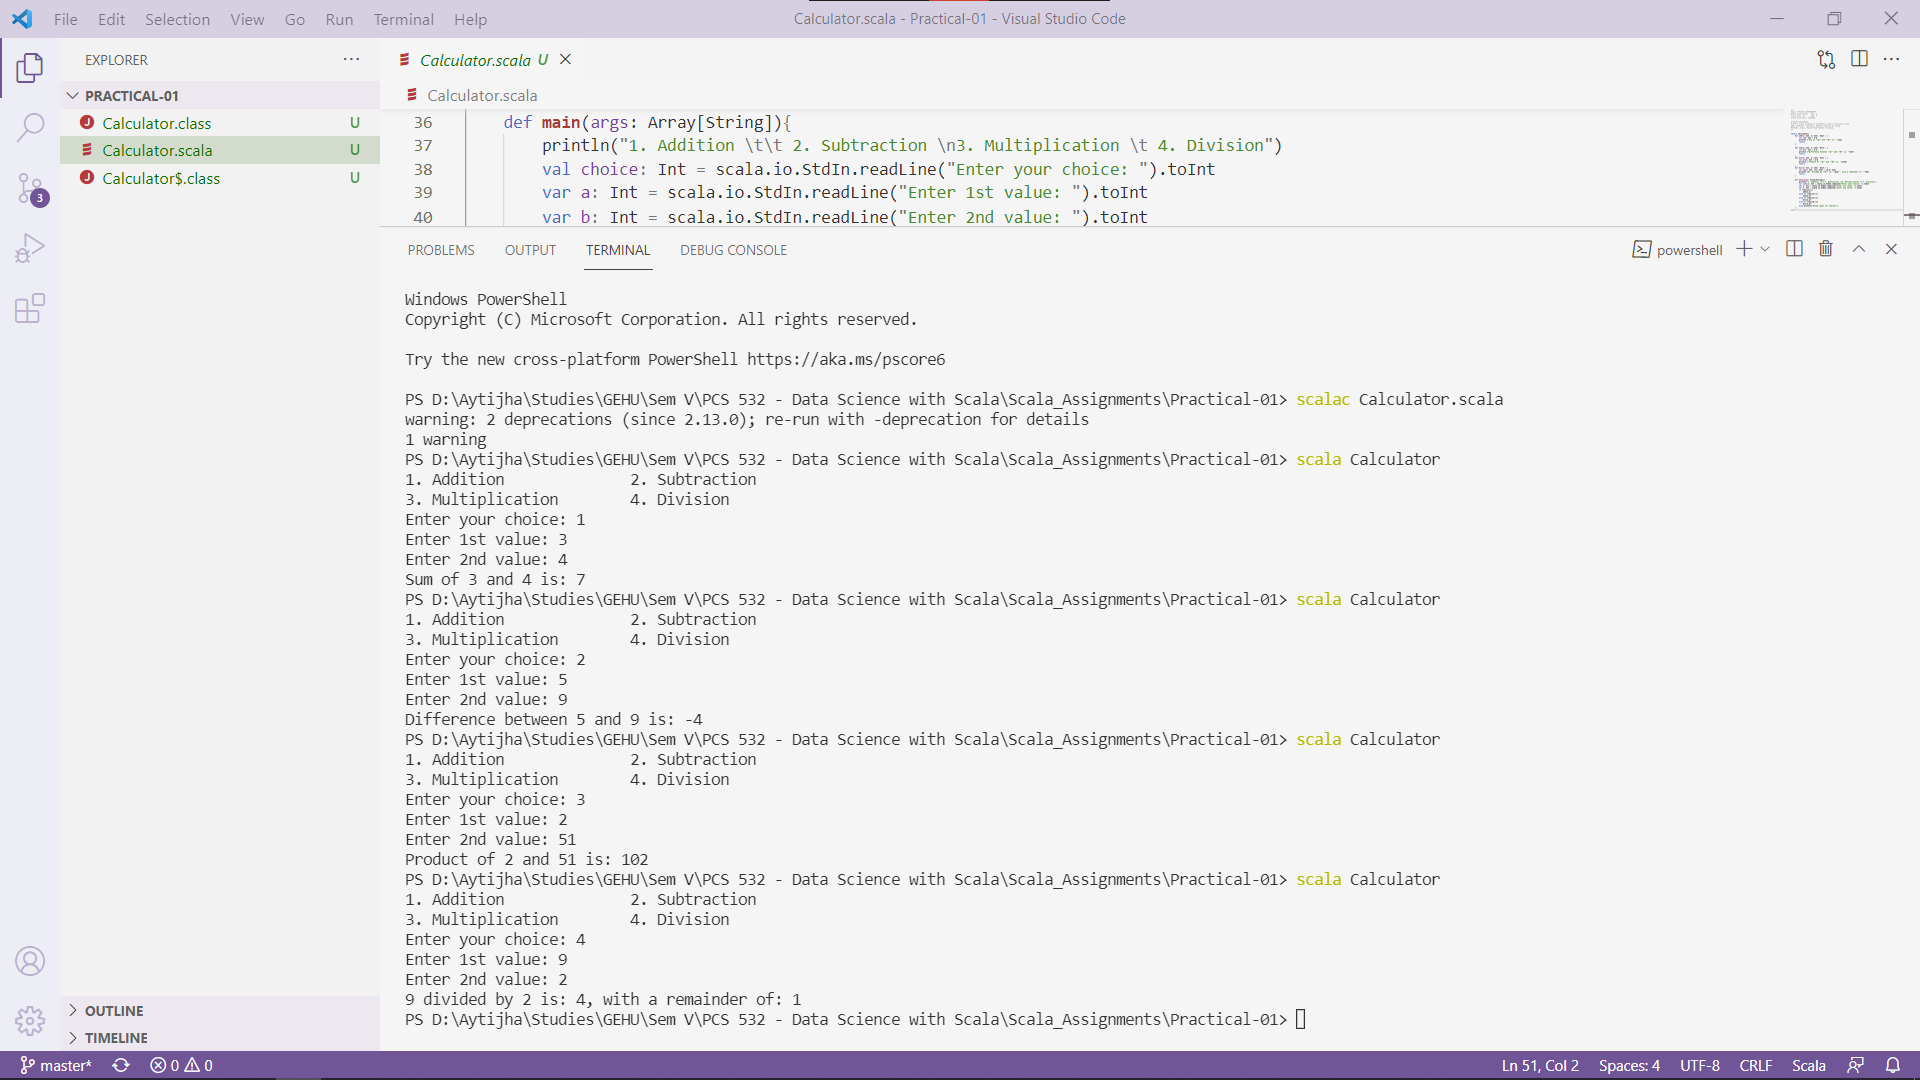 File Edit Selection View Go Run Terminal Help
Calculator.scala - Practical-01 - Visual Studio Code
EXPLORER
PRACTICAL-01
Calculator.class U
Calculator.scala U
Calculator$.class U
3
OUTLINE
TIMELINE
Calculator.scala U
Calculator.scala
36 def main(args: Array[String]){
37 println("1. Addition \t\t 2. Subtraction \n3. Multiplication \t 4. Division")
38 val choice: Int = scala.io.StdIn.readLine("Enter your choice: ").toInt
39 var a: Int = scala.io.StdIn.readLine("Enter 1st value: ").toInt
40 var b: Int = scala.io.StdIn.readLine("Enter 2nd value: ").toInt
PROBLEMS OUTPUT TERMINAL DEBUG CONSOLE
powershell
Windows PowerShell
Copyright (C) Microsoft Corporation. All rights reserved.
Try the new cross-platform PowerShell https://aka.ms/pscore6
PS D:\Aytijha\Studies\GEHU\Sem V\PCS 532 - Data Science with Scala\Scala_Assignments\Practical-01> scalac Calculator.scala
warning: 2 deprecations (since 2.13.0); re-run with -deprecation for details
1 warning
PS D:\Aytijha\Studies\GEHU\Sem V\PCS 532 - Data Science with Scala\Scala_Assignments\Practical-01> scala Calculator
1. Addition 2. Subtraction
3. Multiplication 4. Division
Enter your choice: 1
Enter 1st value: 3
Enter 2nd value: 4
Sum of 3 and 4 is: 7
PS D:\Aytijha\Studies\GEHU\Sem V\PCS 532 - Data Science with Scala\Scala_Assignments\Practical-01> scala Calculator
1. Addition 2. Subtraction
3. Multiplication 4. Division
Enter your choice: 2
Enter 1st value: 5
Enter 2nd value: 9
Difference between 5 and 9 is: -4
PS D:\Aytijha\Studies\GEHU\Sem V\PCS 532 - Data Science with Scala\Scala_Assignments\Practical-01> scala Calculator
1. Addition 2. Subtraction
3. Multiplication 4. Division
Enter your choice: 3
Enter 1st value: 2
Enter 2nd value: 51
Product of 2 and 51 is: 102
PS D:\Aytijha\Studies\GEHU\Sem V\PCS 532 - Data Science with Scala\Scala_Assignments\Practical-01> scala Calculator
1. Addition 2. Subtraction
3. Multiplication 4. Division
Enter your choice: 4
Enter 1st value: 9
Enter 2nd value: 2
9 divided by 2 is: 4, with a remainder of: 1
PS D:\Aytijha\Studies\GEHU\Sem V\PCS 532 - Data Science with Scala\Scala_Assignments\Practical-01>
master* 0 0 Ln 51, Col 2 Spaces: 4 UTF-8 CRLF Scala